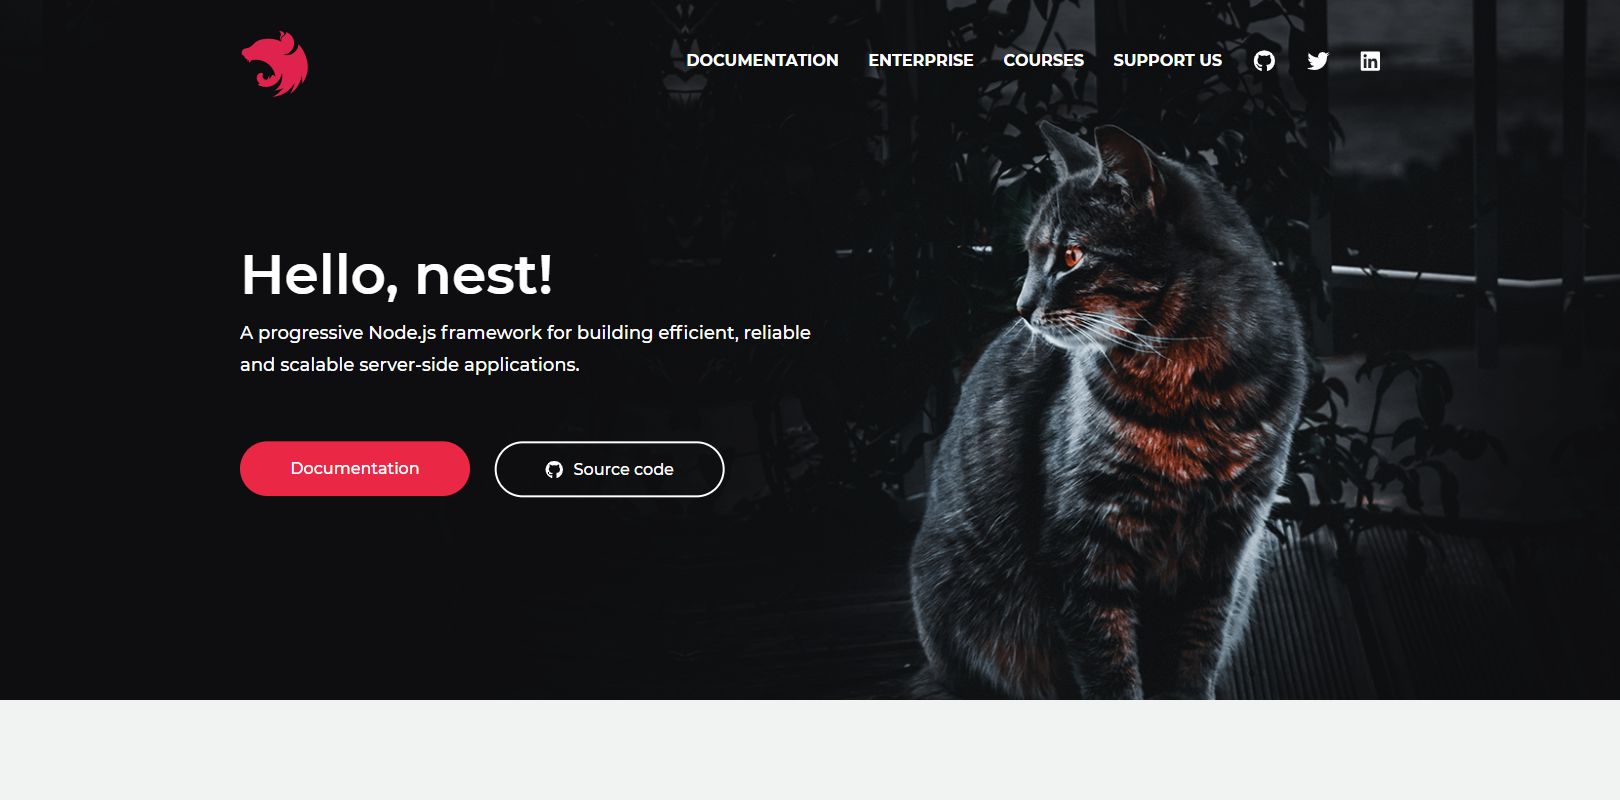 DOCUMENTATION ENTERPRISE COURSES SUPPORT US
Hello, nest!
A progressive Node.js framework for building efficient, reliable
and scalable server-side applications.
Documentation Source code